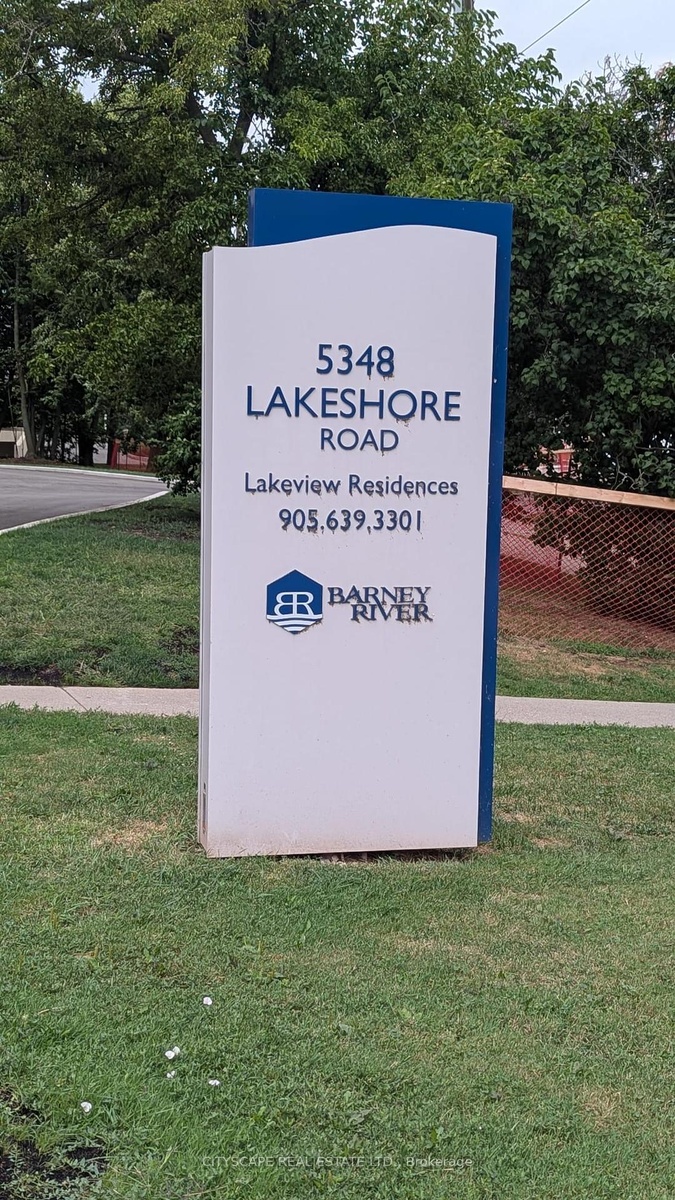 5348
LAKESHORE
ROAD
Lakeview Residences
905.639.3301
BR BARNEY
RIVER
CITYSCAPE REAL ESTATE LTD., Brokerage